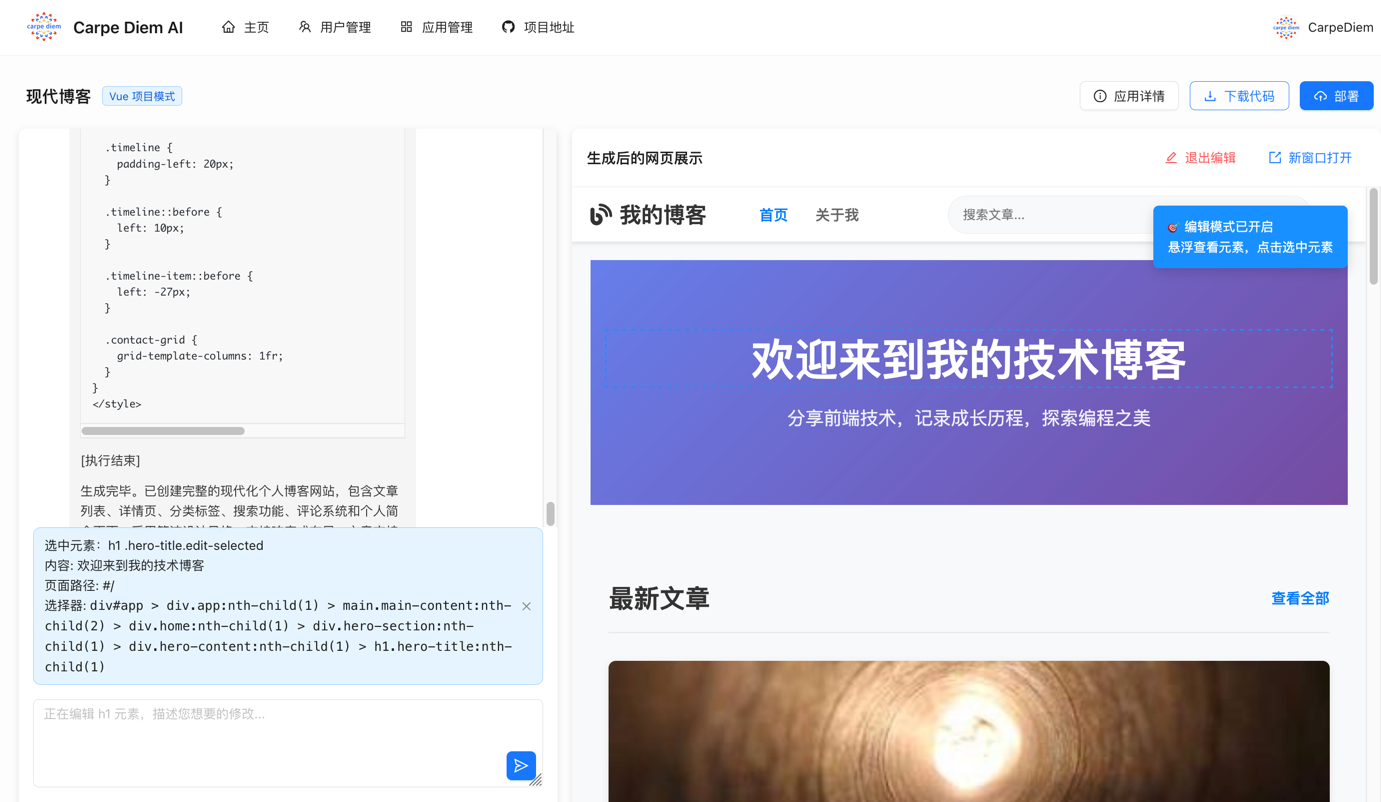 carpe diem
Carpe Diem AI
主页
用户管理
应用管理
项目地址
carpe diem
CarpeDiem
现代博客
Vue 项目模式
应用详情
下载代码
部署
.timeline {
padding-left: 20px;
}
.timeline::before {
left: 10px;
}
.timeline-item::before {
left: -27px;
}
.contact-grid {
grid-template-columns: 1fr;
}
}
</style>
[执行结束]
生成完毕。已创建完整的现代化个人博客网站，包含文章
列表、详情页、分类标签、搜索功能、评论系统和个人简
选中元素：h1 .hero-title.edit-selected
内容: 欢迎来到我的技术博客
页面路径: #/
选择器: div#app > div.app:nth-child(1) > main.main-content:nth-
child(2) > div.home:nth-child(1) > div.hero-section:nth-
child(1) > div.hero-content:nth-child(1) > h1.hero-title:nth-
child(1)
正在编辑 h1 元素，描述您想要的修改...
生成后的网页展示
退出编辑
新窗口打开
我的博客
首页
关于我
搜索文章...
🎯 编辑模式已开启
悬浮查看元素，点击选中元素
欢迎来到我的技术博客
分享前端技术，记录成长历程，探索编程之美
最新文章
查看全部